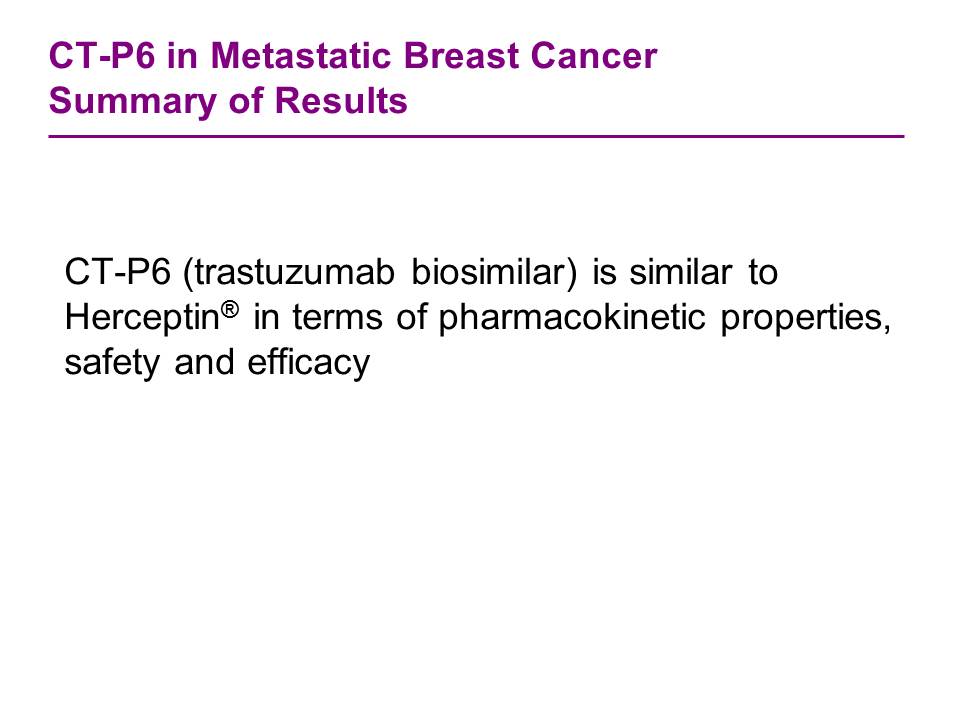 CT-P6 in Metastatic Breast Cancer
Summary of Results
CT-P6 (trastuzumab biosimilar) is similar to
Herceptin® in terms of pharmacokinetic properties,
safety and efficacy